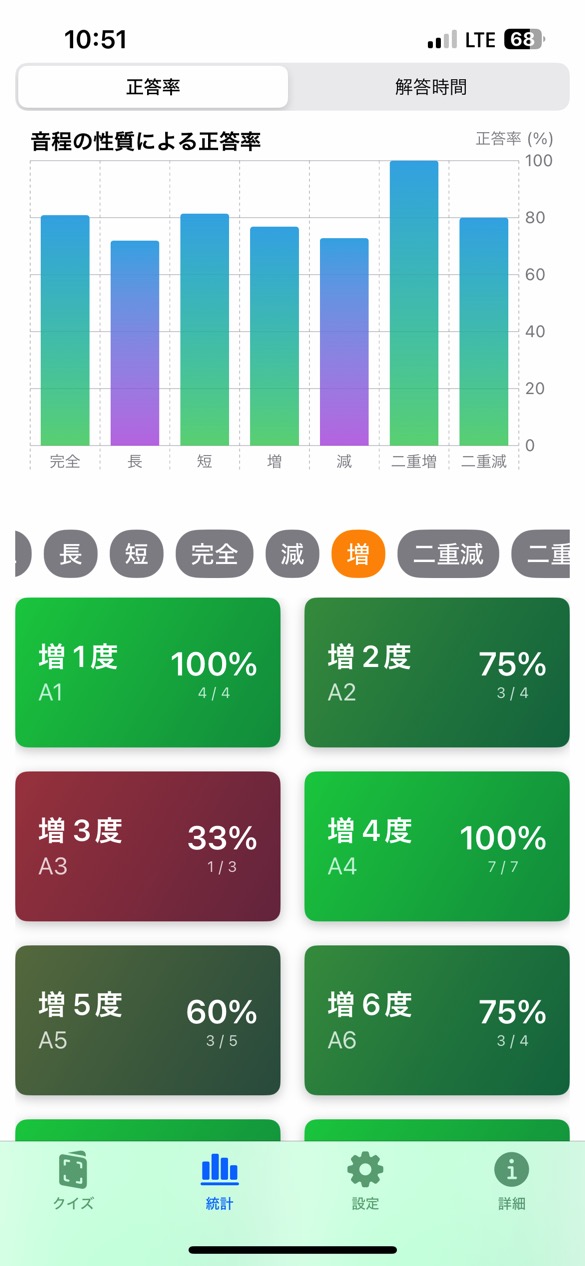 10:51
LTE 68
正答率 解答時間
音程の性質による正答率
正答率 (%)
100
80
60
40
20
0
完全 長 短 増 減 二重増 二重減
長 短 完全 減 増 二重減 二重
増1度 100%
A1 4 / 4
増2度 75%
A2 3 / 4
増3度 33%
A3 1 / 3
増4度 100%
A4 7 / 7
増5度 60%
A5 3 / 5
増6度 75%
A6 3 / 4
クイズ 統計 設定 詳細